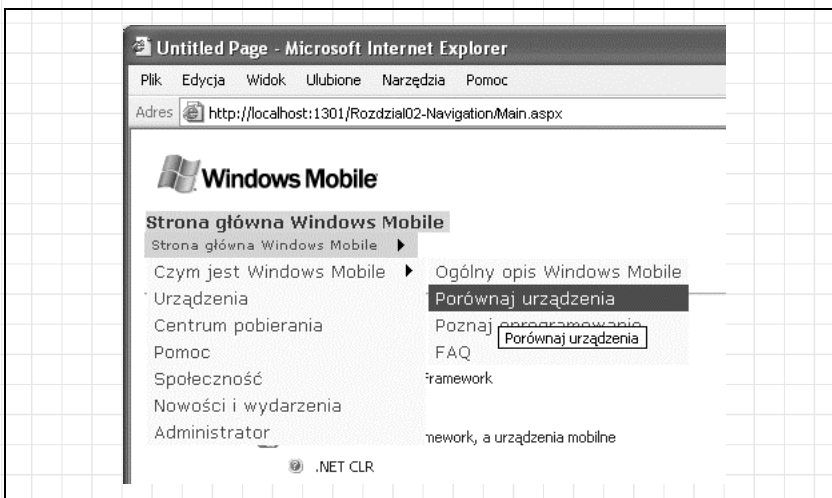 Untitled Page - Microsoft Internet Explorer
Plik Edycja Widok Ulubione Narzędzia Pomoc
Adres http://localhost:1301/Rozdzial02-Navigation/Main.aspx
Windows Mobile
Strona główna Windows Mobile
Strona główna Windows Mobile
Czym jest Windows Mobile
Urządzenia
Centrum pobierania
Pomoc
Społeczność
Nowości i wydarzenia
Administrator
Ogólny opis Windows Mobile
Porównaj urządzenia
Poznaj oprogramowanie
Porównaj urządzenia
FAQ
Framework
mework, a urządzenia mobilne
.NET CLR